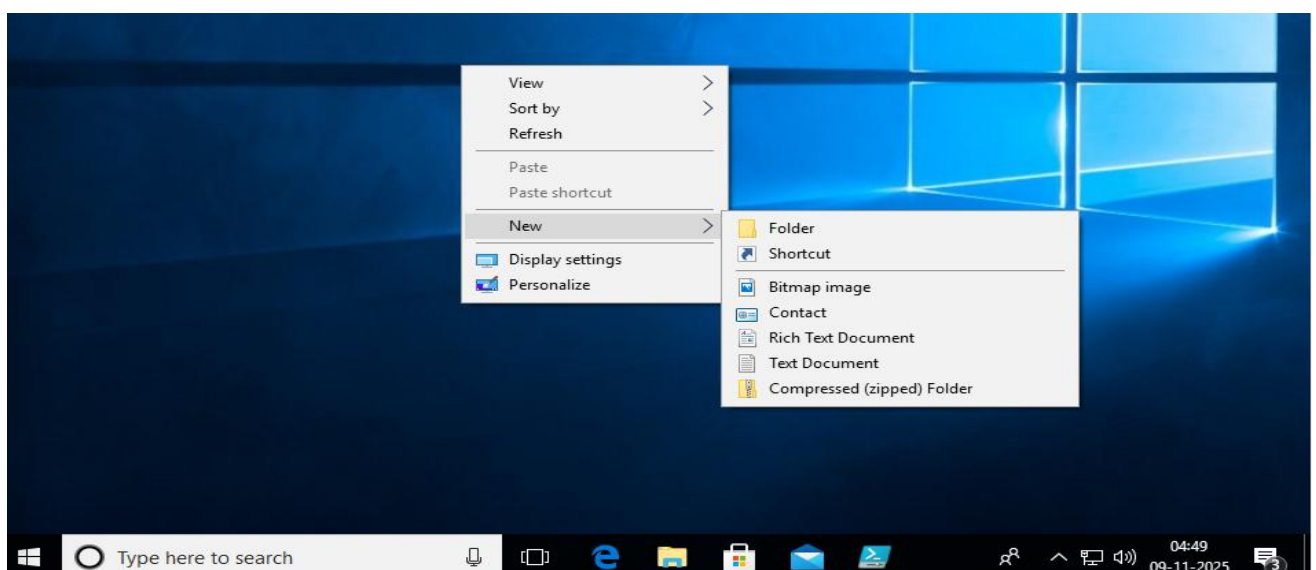 View
Sort by
Refresh
Paste
Paste shortcut
New
Display settings
Personalize
Folder
Shortcut
Bitmap image
Contact
Rich Text Document
Text Document
Compressed (zipped) Folder
Type here to search
04:49
09-11-2025
3